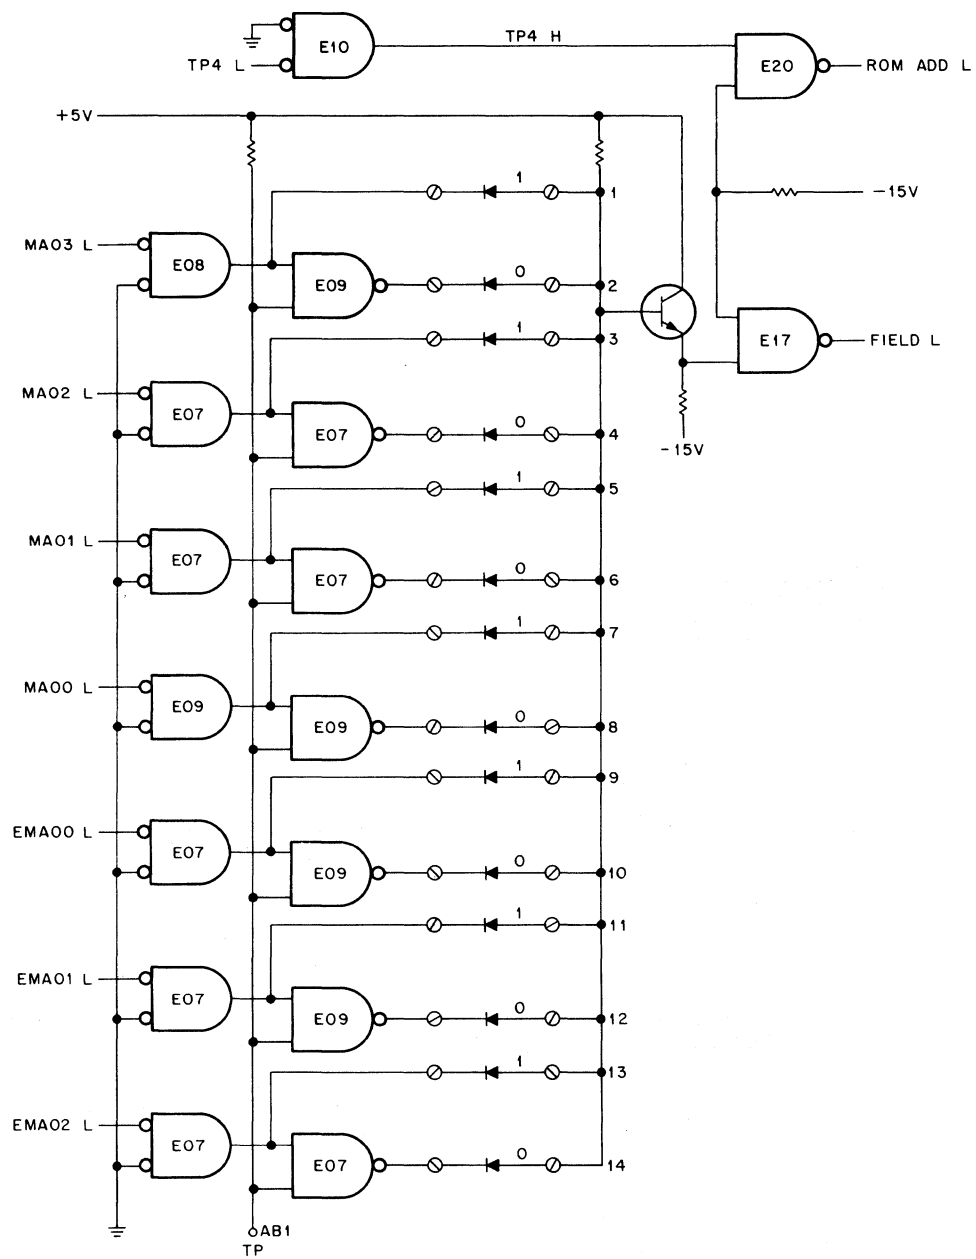 E10
TP4 H
TP4 L
E20
ROM ADD L
+5V
1
1
-15V
MA03 L
E08
E09
0
2
1
3
E17
FIELD L
MA02 L
E07
E07
0
4
-15V
1
5
MA01 L
E07
E07
0
6
1
7
MA00 L
E09
E09
0
8
1
9
EMA00 L
E07
E09
0
10
1
11
EMA01 L
E07
E09
0
12
1
13
EMA02 L
E07
E07
0
14
AB1
TP